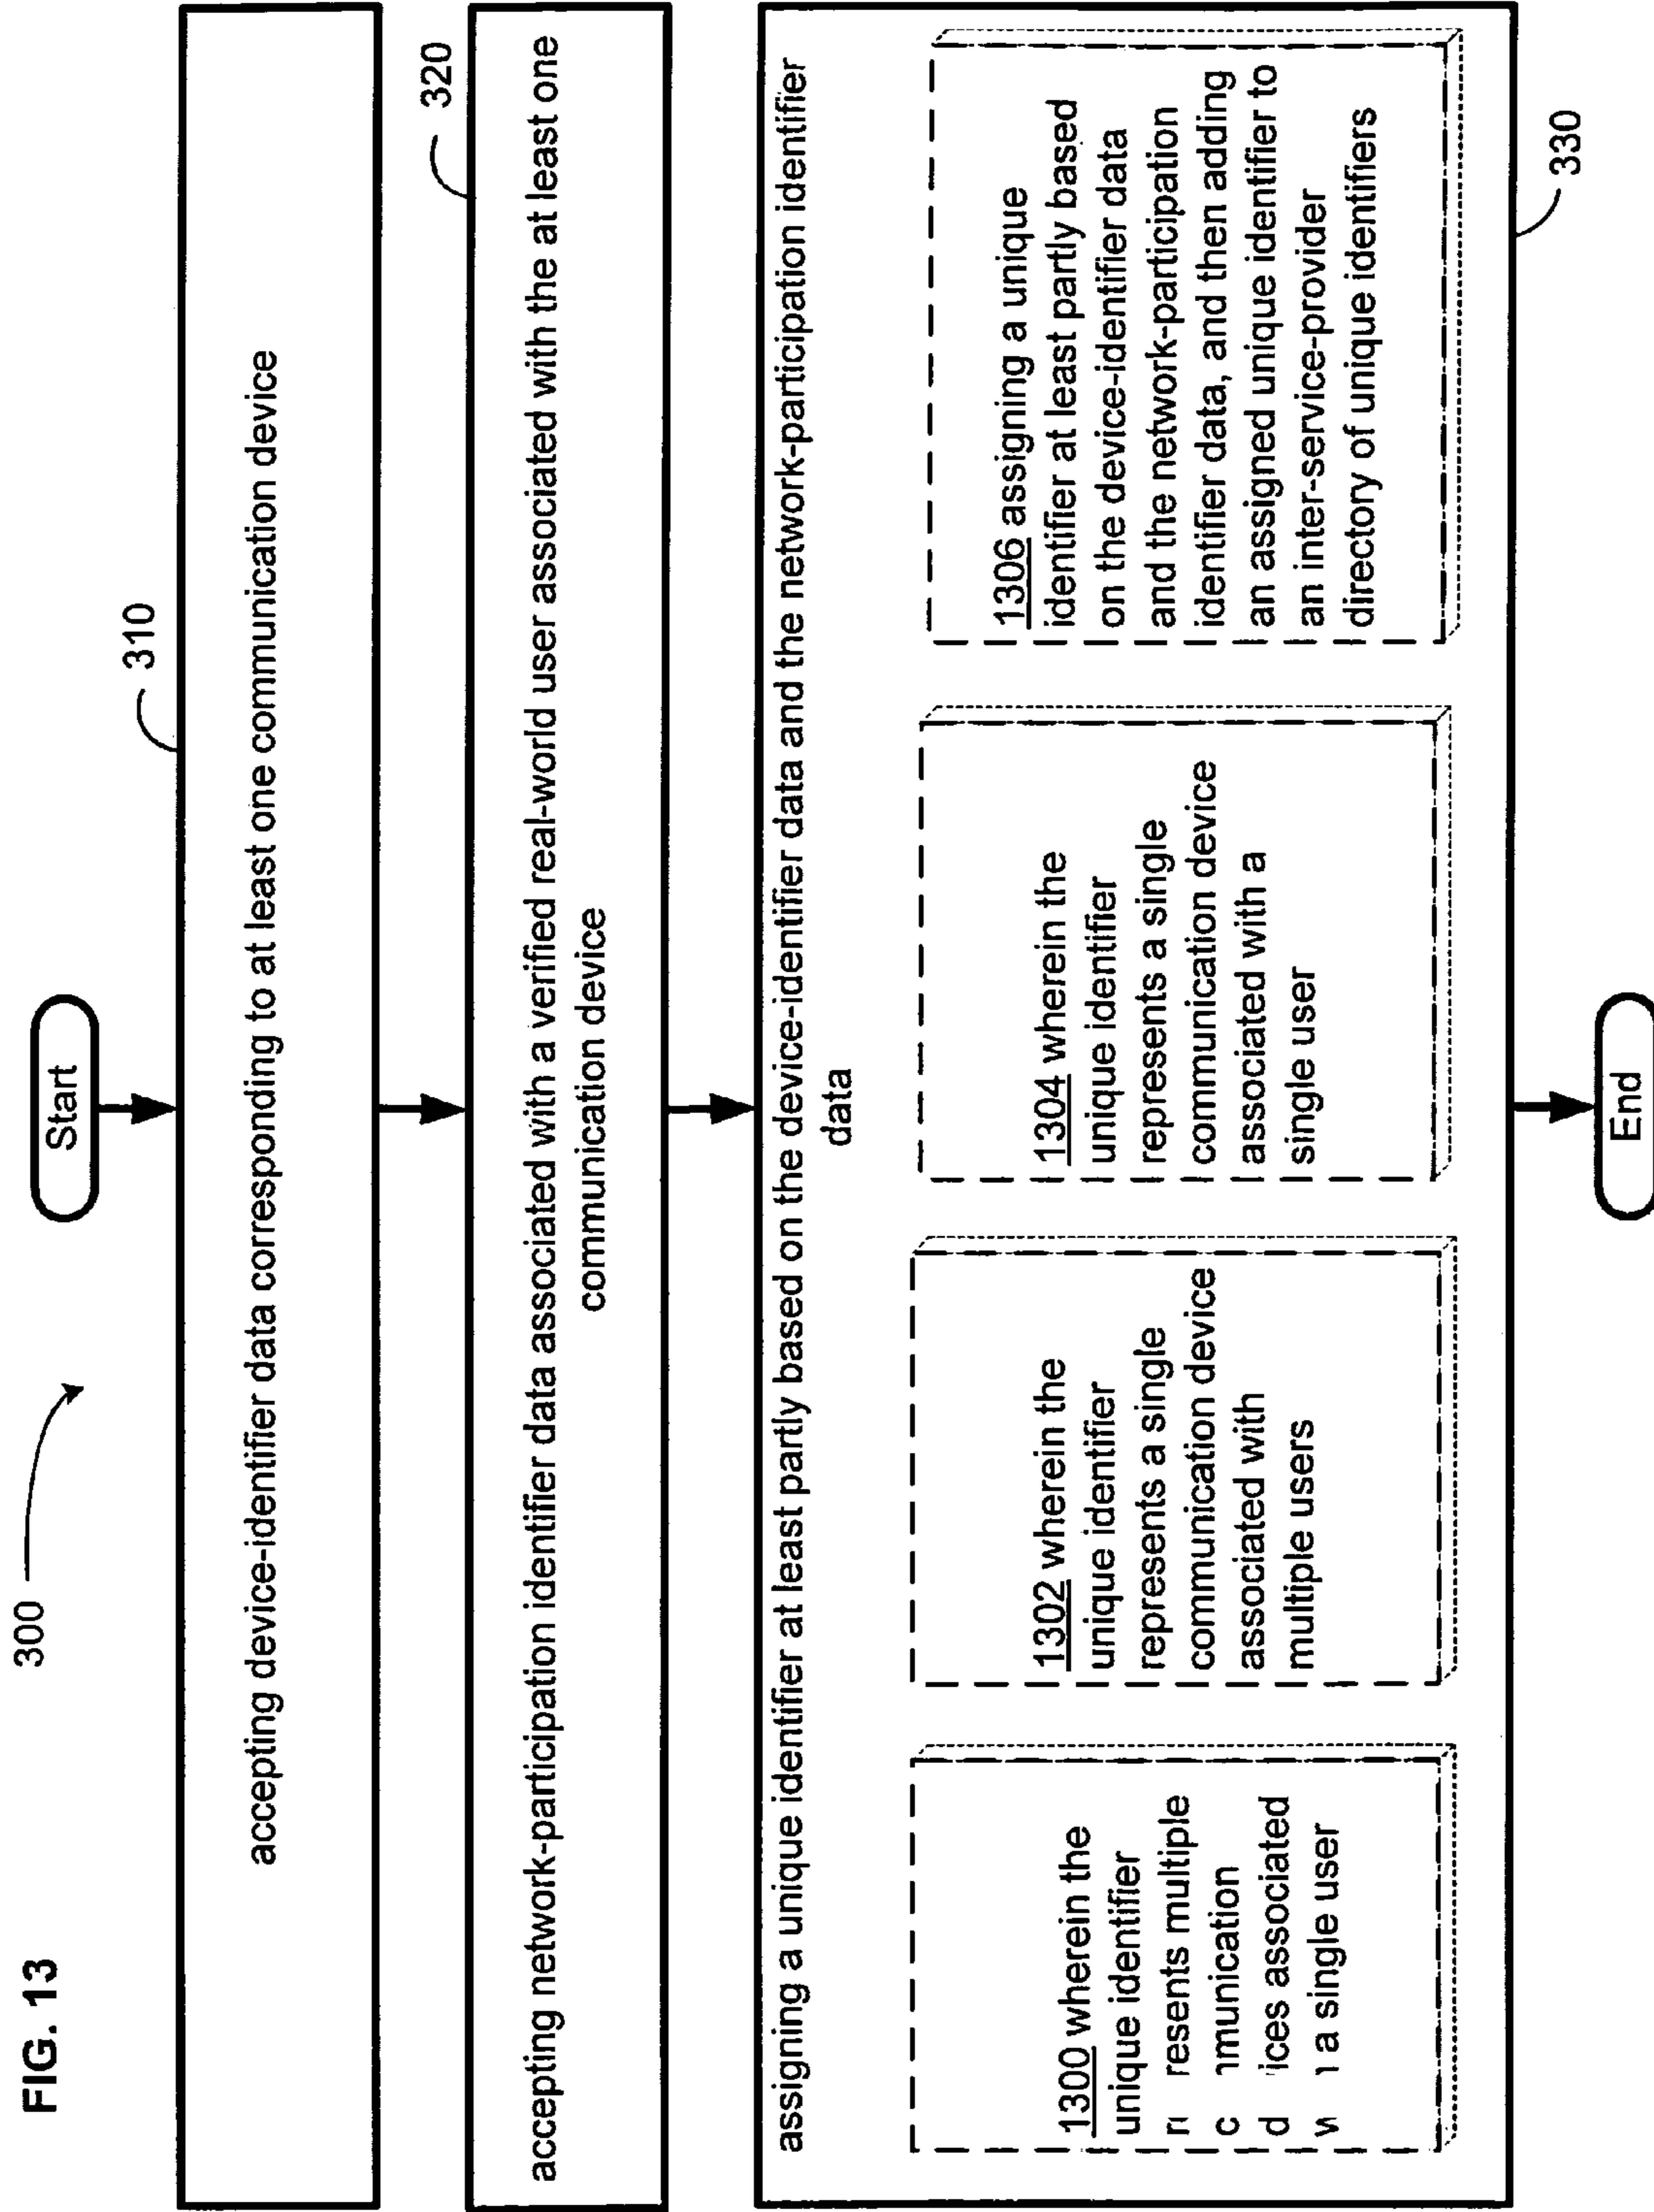 FIG. 13
300
Start
310
accepting device-identifier data corresponding to at least one communication device
320
accepting network-participation identifier data associated with a verified real-world user associated with the at least one
communication device
assigning a unique identifier at least partly based on the device-identifier data and the network-participation identifier
data
1300 wherein the
unique identifier
resents multiple
munication
ices associated
a single user
1302 wherein the
unique identifier
represents a single
communication device
associated with
multiple users
1304 wherein the
unique identifier
represents a single
communication device
associated with a
single user
1306 assigning a unique
identifier at least partly based
on the device-identifier data
and the network-participation
identifier data, and then adding
an assigned unique identifier to
an inter-service-provider
directory of unique identifiers
330
End